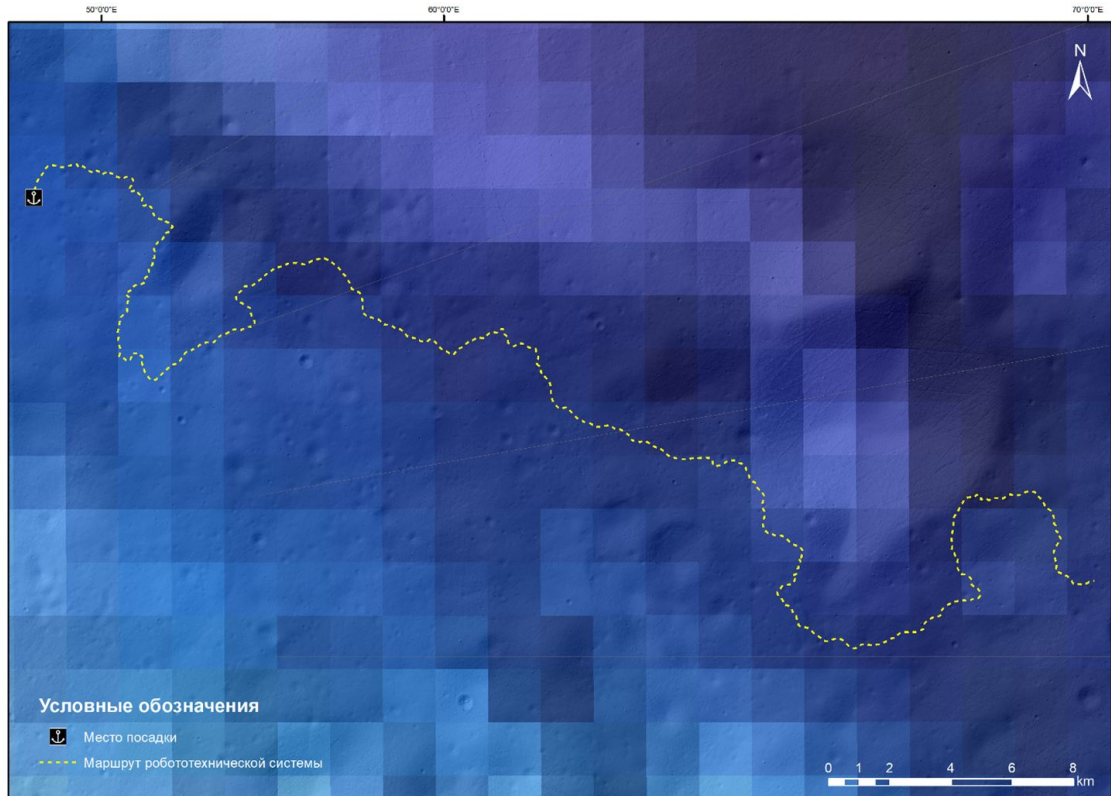 50°0'0"E 60°0'0"E 70°0'0"E
N
Условные обозначения
Место посадки
Маршрут робототехнической системы
0 1 2 4 6 8
km